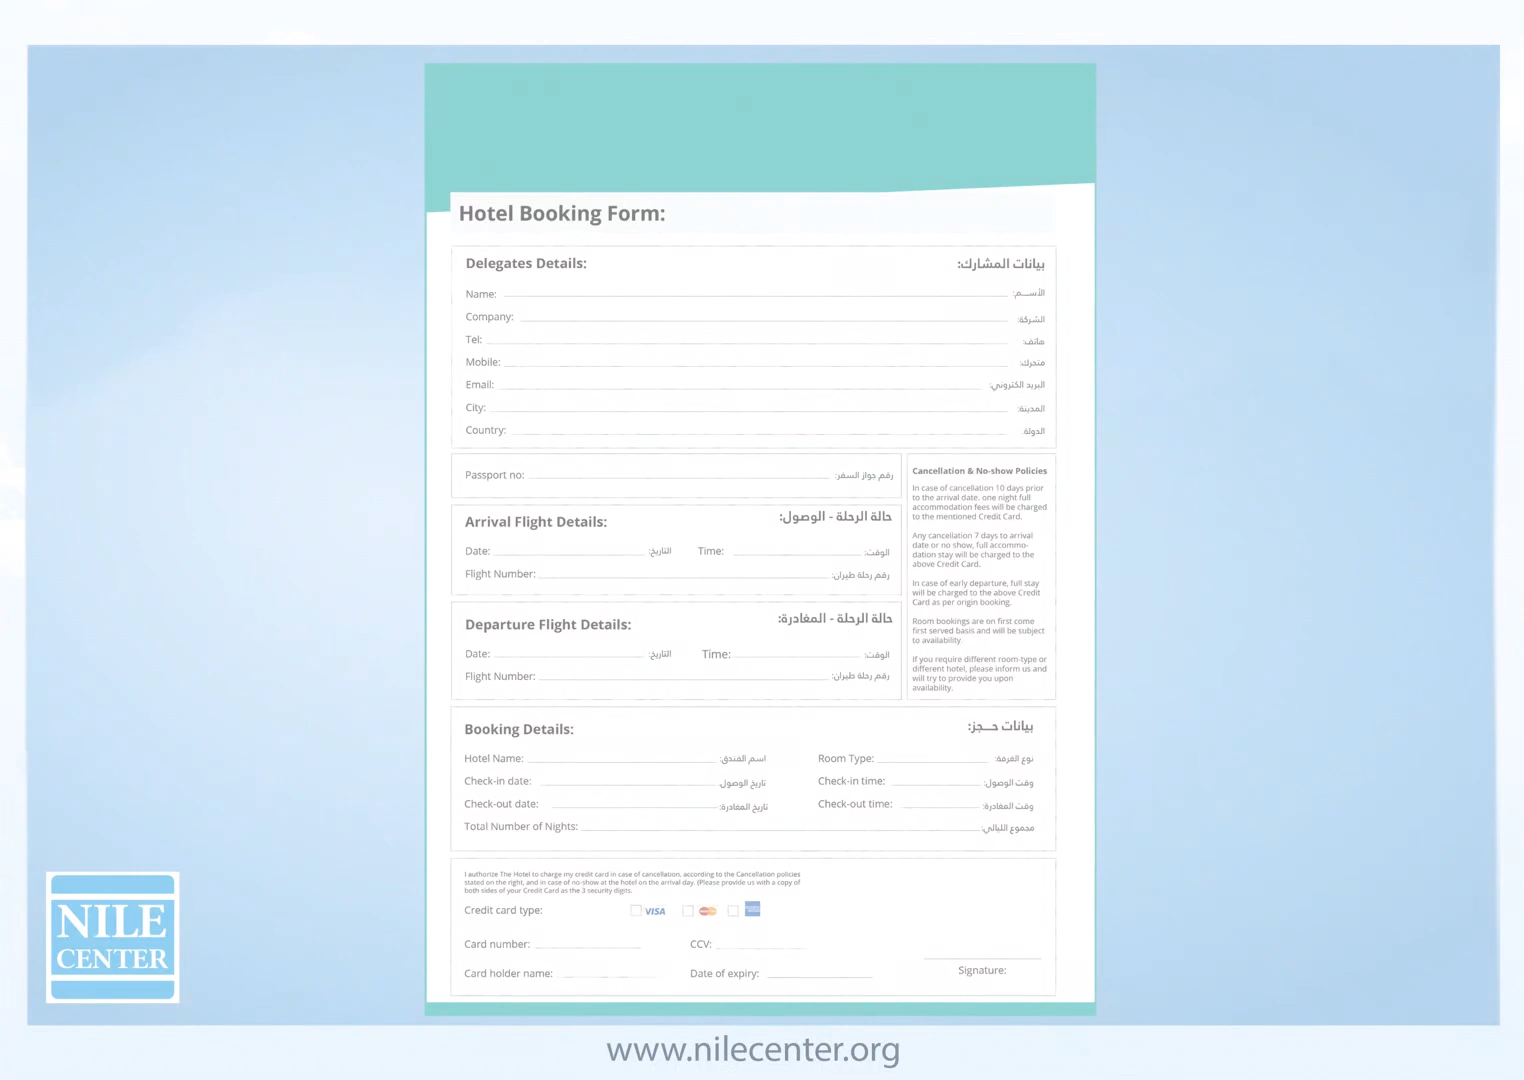 Hotel Booking Form:
Delegates Details: بيانات المشارك:
Name: الأســم:
Company: الشركة:
Tel: هاتف:
Mobile: متحرك:
Email: البريد الكتروني:
City: المدينة:
Country: الدولة:
Passport no: رقم جواز السفر:
Arrival Flight Details: حالة الرحلة - الوصول:
Date: التاريخ: Time: الوقت:
Flight Number: رقم رحلة طيران:
Departure Flight Details: حالة الرحلة - المغادرة:
Date: التاريخ: Time: الوقت:
Flight Number: رقم رحلة طيران:
Cancellation & No-show Policies
In case of cancellation 10 days prior
to the arrival date. one night full
accommodation fees will be charged
to the mentioned Credit Card.
Any cancellation 7 days to arrival
date or no show, full accommo-
dation stay will be charged to the
above Credit Card.
In case of early departure, full stay
will be charged to the above Credit
Card as per origin booking.
Room bookings are on first come
first served basis and will be subject
to availability.
If you require different room-type or
different hotel, please inform us and
will try to provide you upon
availability.
Booking Details: بيانات حـــجز:
Hotel Name: اسم الفندق: Room Type: نوع الغرفة:
Check-in date: تاريخ الوصول: Check-in time: وقت الوصول:
Check-out date: تاريخ المغادرة: Check-out time: وقت المغادرة:
Total Number of Nights: مجموع الليالي:
I authorize The Hotel to charge my credit card in case of cancellation, according to the Cancellation policies
stated on the right, and in case of no-show at the hotel on the arrival day. (Please provide us with a copy of
both sides of your Credit Card as the 3 security digits.
Credit card type: VISA
Card number: CCV:
Card holder name: Date of expiry: Signature:
NILE
CENTER
www.nilecenter.org